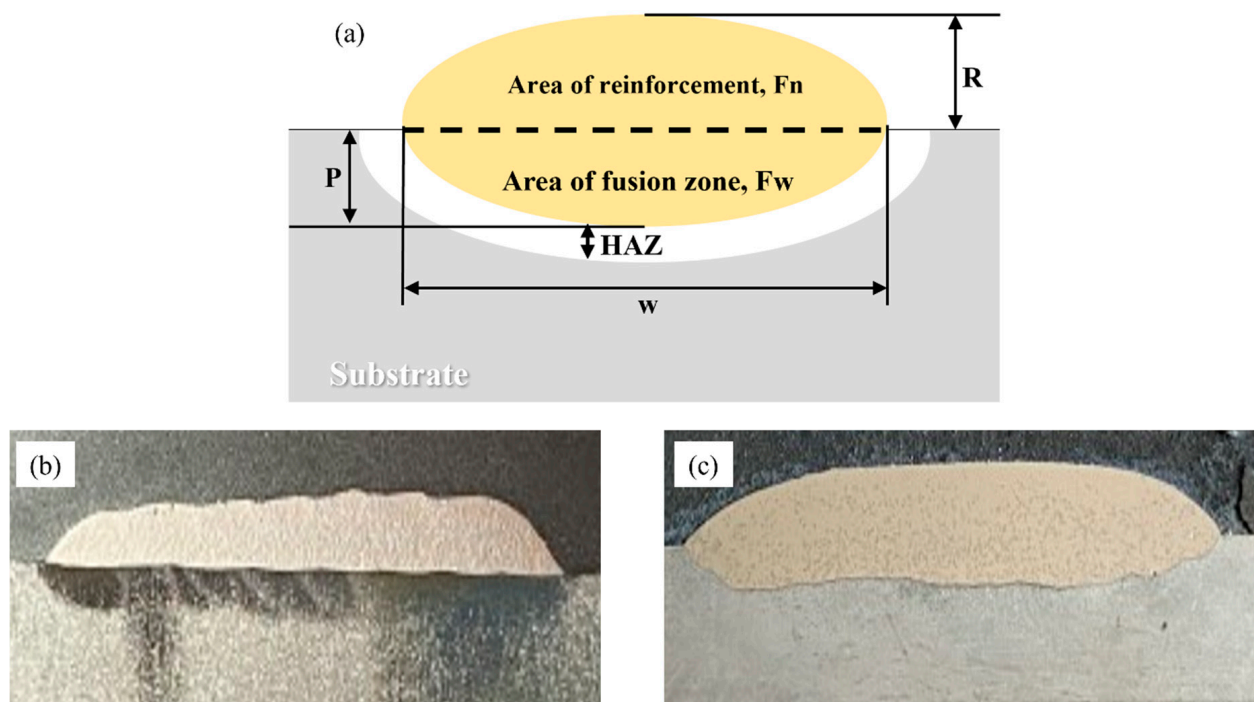 (a)
Area of reinforcement, Fn
R
P
Area of fusion zone, Fw
HAZ
w
Substrate
(b)
(c)